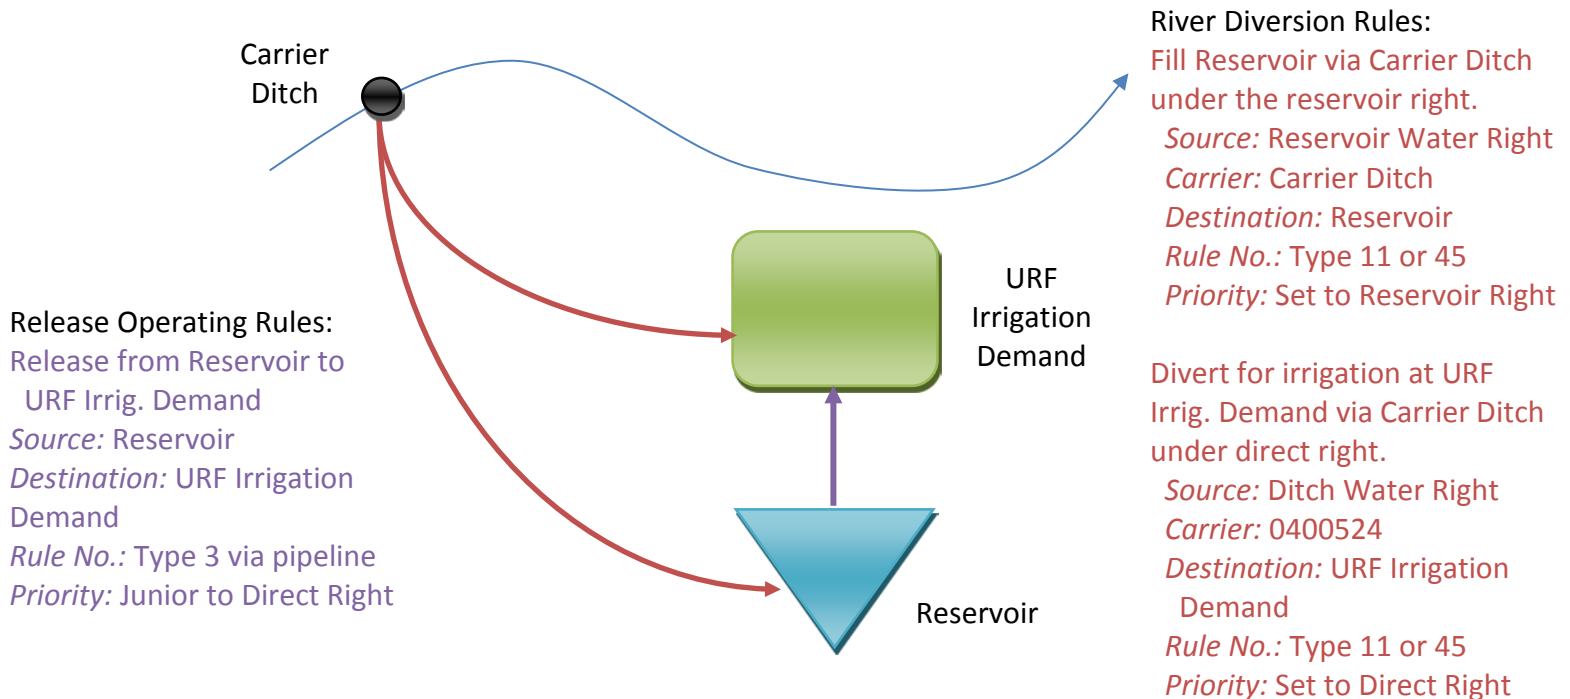 Carrier
Ditch
River Diversion Rules:
Fill Reservoir via Carrier Ditch
under the reservoir right.
Source: Reservoir Water Right
Carrier: Carrier Ditch
Destination: Reservoir
Rule No.: Type 11 or 45
Priority: Set to Reservoir Right
Divert for irrigation at URF
Irrig. Demand via Carrier Ditch
under direct right.
Source: Ditch Water Right
Carrier: 0400524
Destination: URF Irrigation
Demand
Rule No.: Type 11 or 45
Priority: Set to Direct Right
URF
Irrigation
Demand
Release Operating Rules:
Release from Reservoir to
URF Irrig. Demand
Source: Reservoir
Destination: URF Irrigation
Demand
Rule No.: Type 3 via pipeline
Priority: Junior to Direct Right
Reservoir